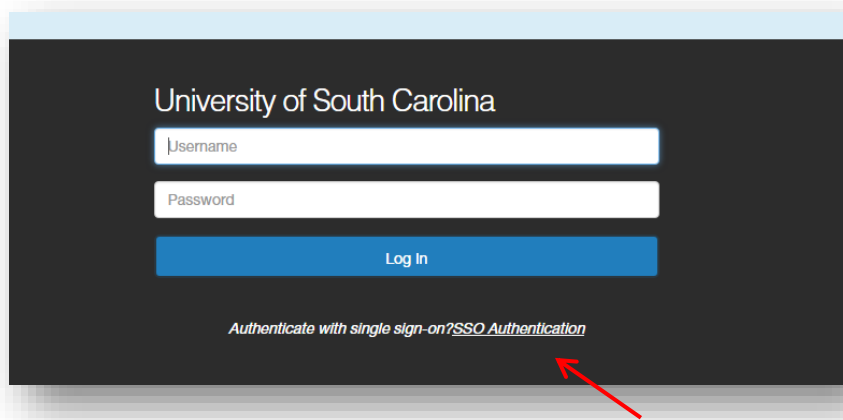 University of South Carolina
Username
Password
Log In
Authenticate with single sign-on?SSO Authentication